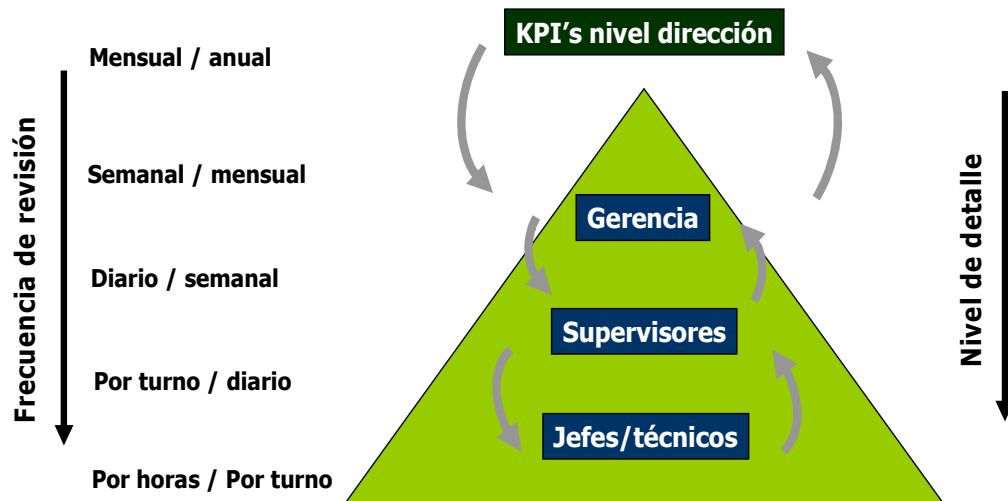 KPI’s nivel dirección
Mensual / anual
Semanal / mensual
Gerencia
Diario / semanal
Supervisores
Por turno / diario
Jefes/técnicos
Por horas / Por turno
Frecuencia de revisión
Nivel de detalle